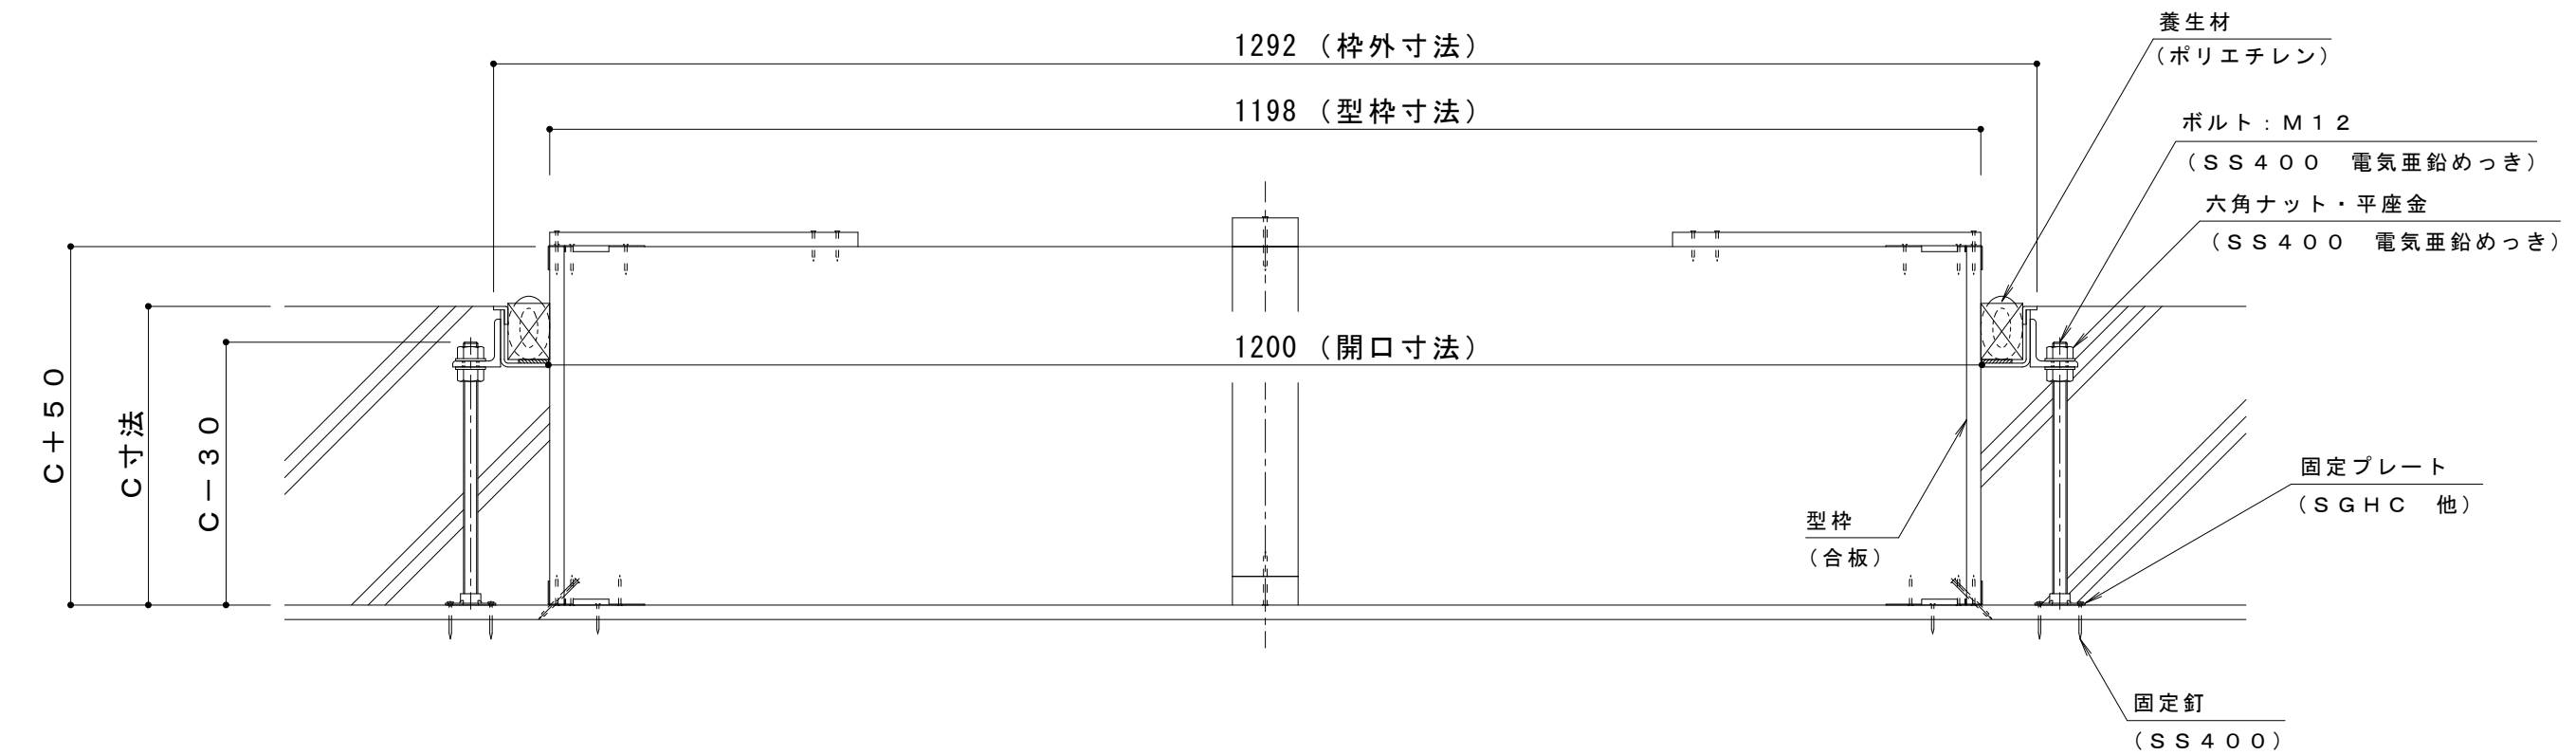 養生材
(ポリエチレン)
1292 (枠外寸法)
1198 (型枠寸法)
ボルト:M12
(SS400 電気亜鉛めっき)
六角ナット・平座金
(SS400 電気亜鉛めっき)
1200 (開口寸法)
C+50
C寸法
C-30
固定プレート
(SGHC 他)
型枠
(合板)
固定釘
(SS400)